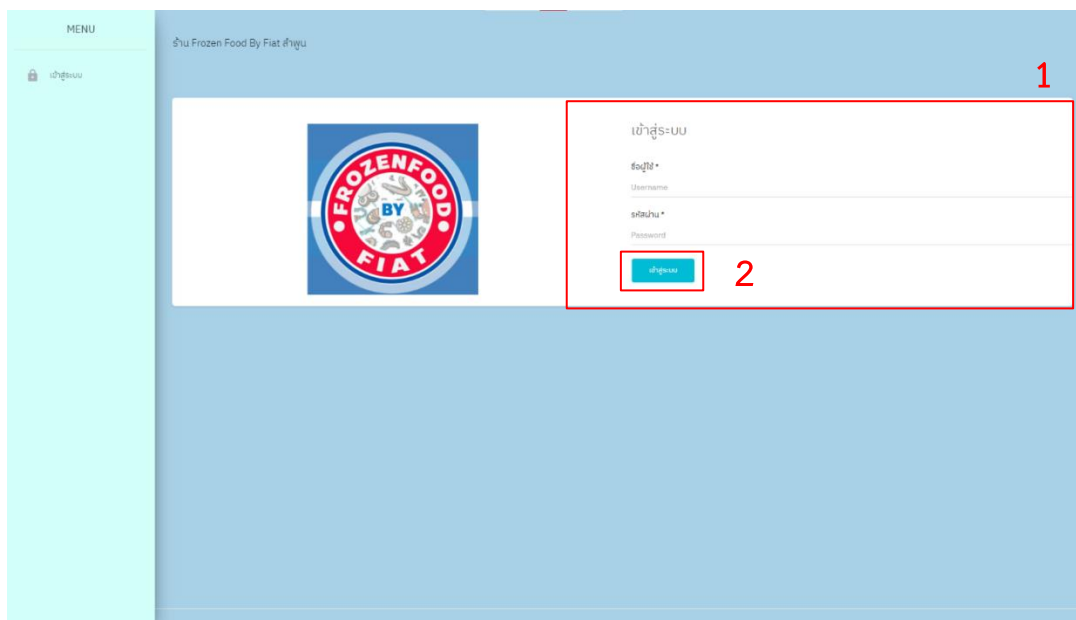 MENU
ร้าน Frozen Food By Fiat ลำพูน
เข้าสู่ระบบ
1
เข้าสู่ระบบ
ชื่อผู้ใช้ *
Username
รหัสผ่าน *
Password
เข้าสู่ระบบ
2
FROZENFOOD
BY
FIAT